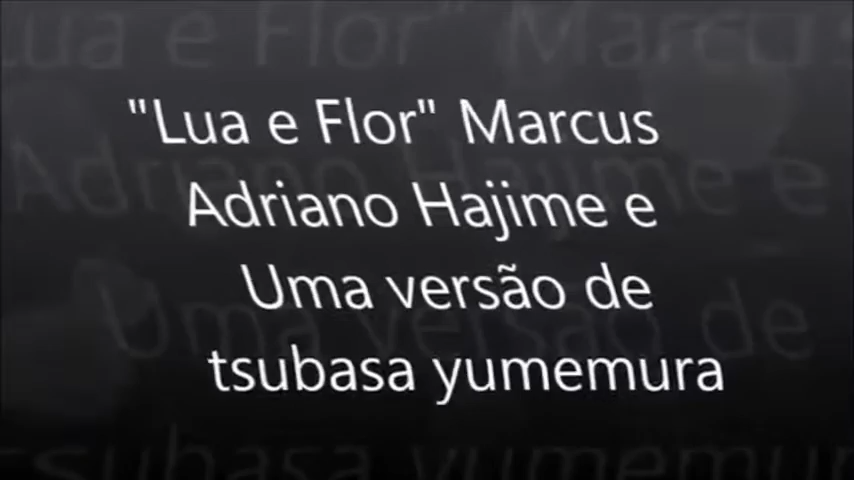 "Lua e Flor" Marcus
Adriano Hajime e
Uma versão de
tsubasa yumemura